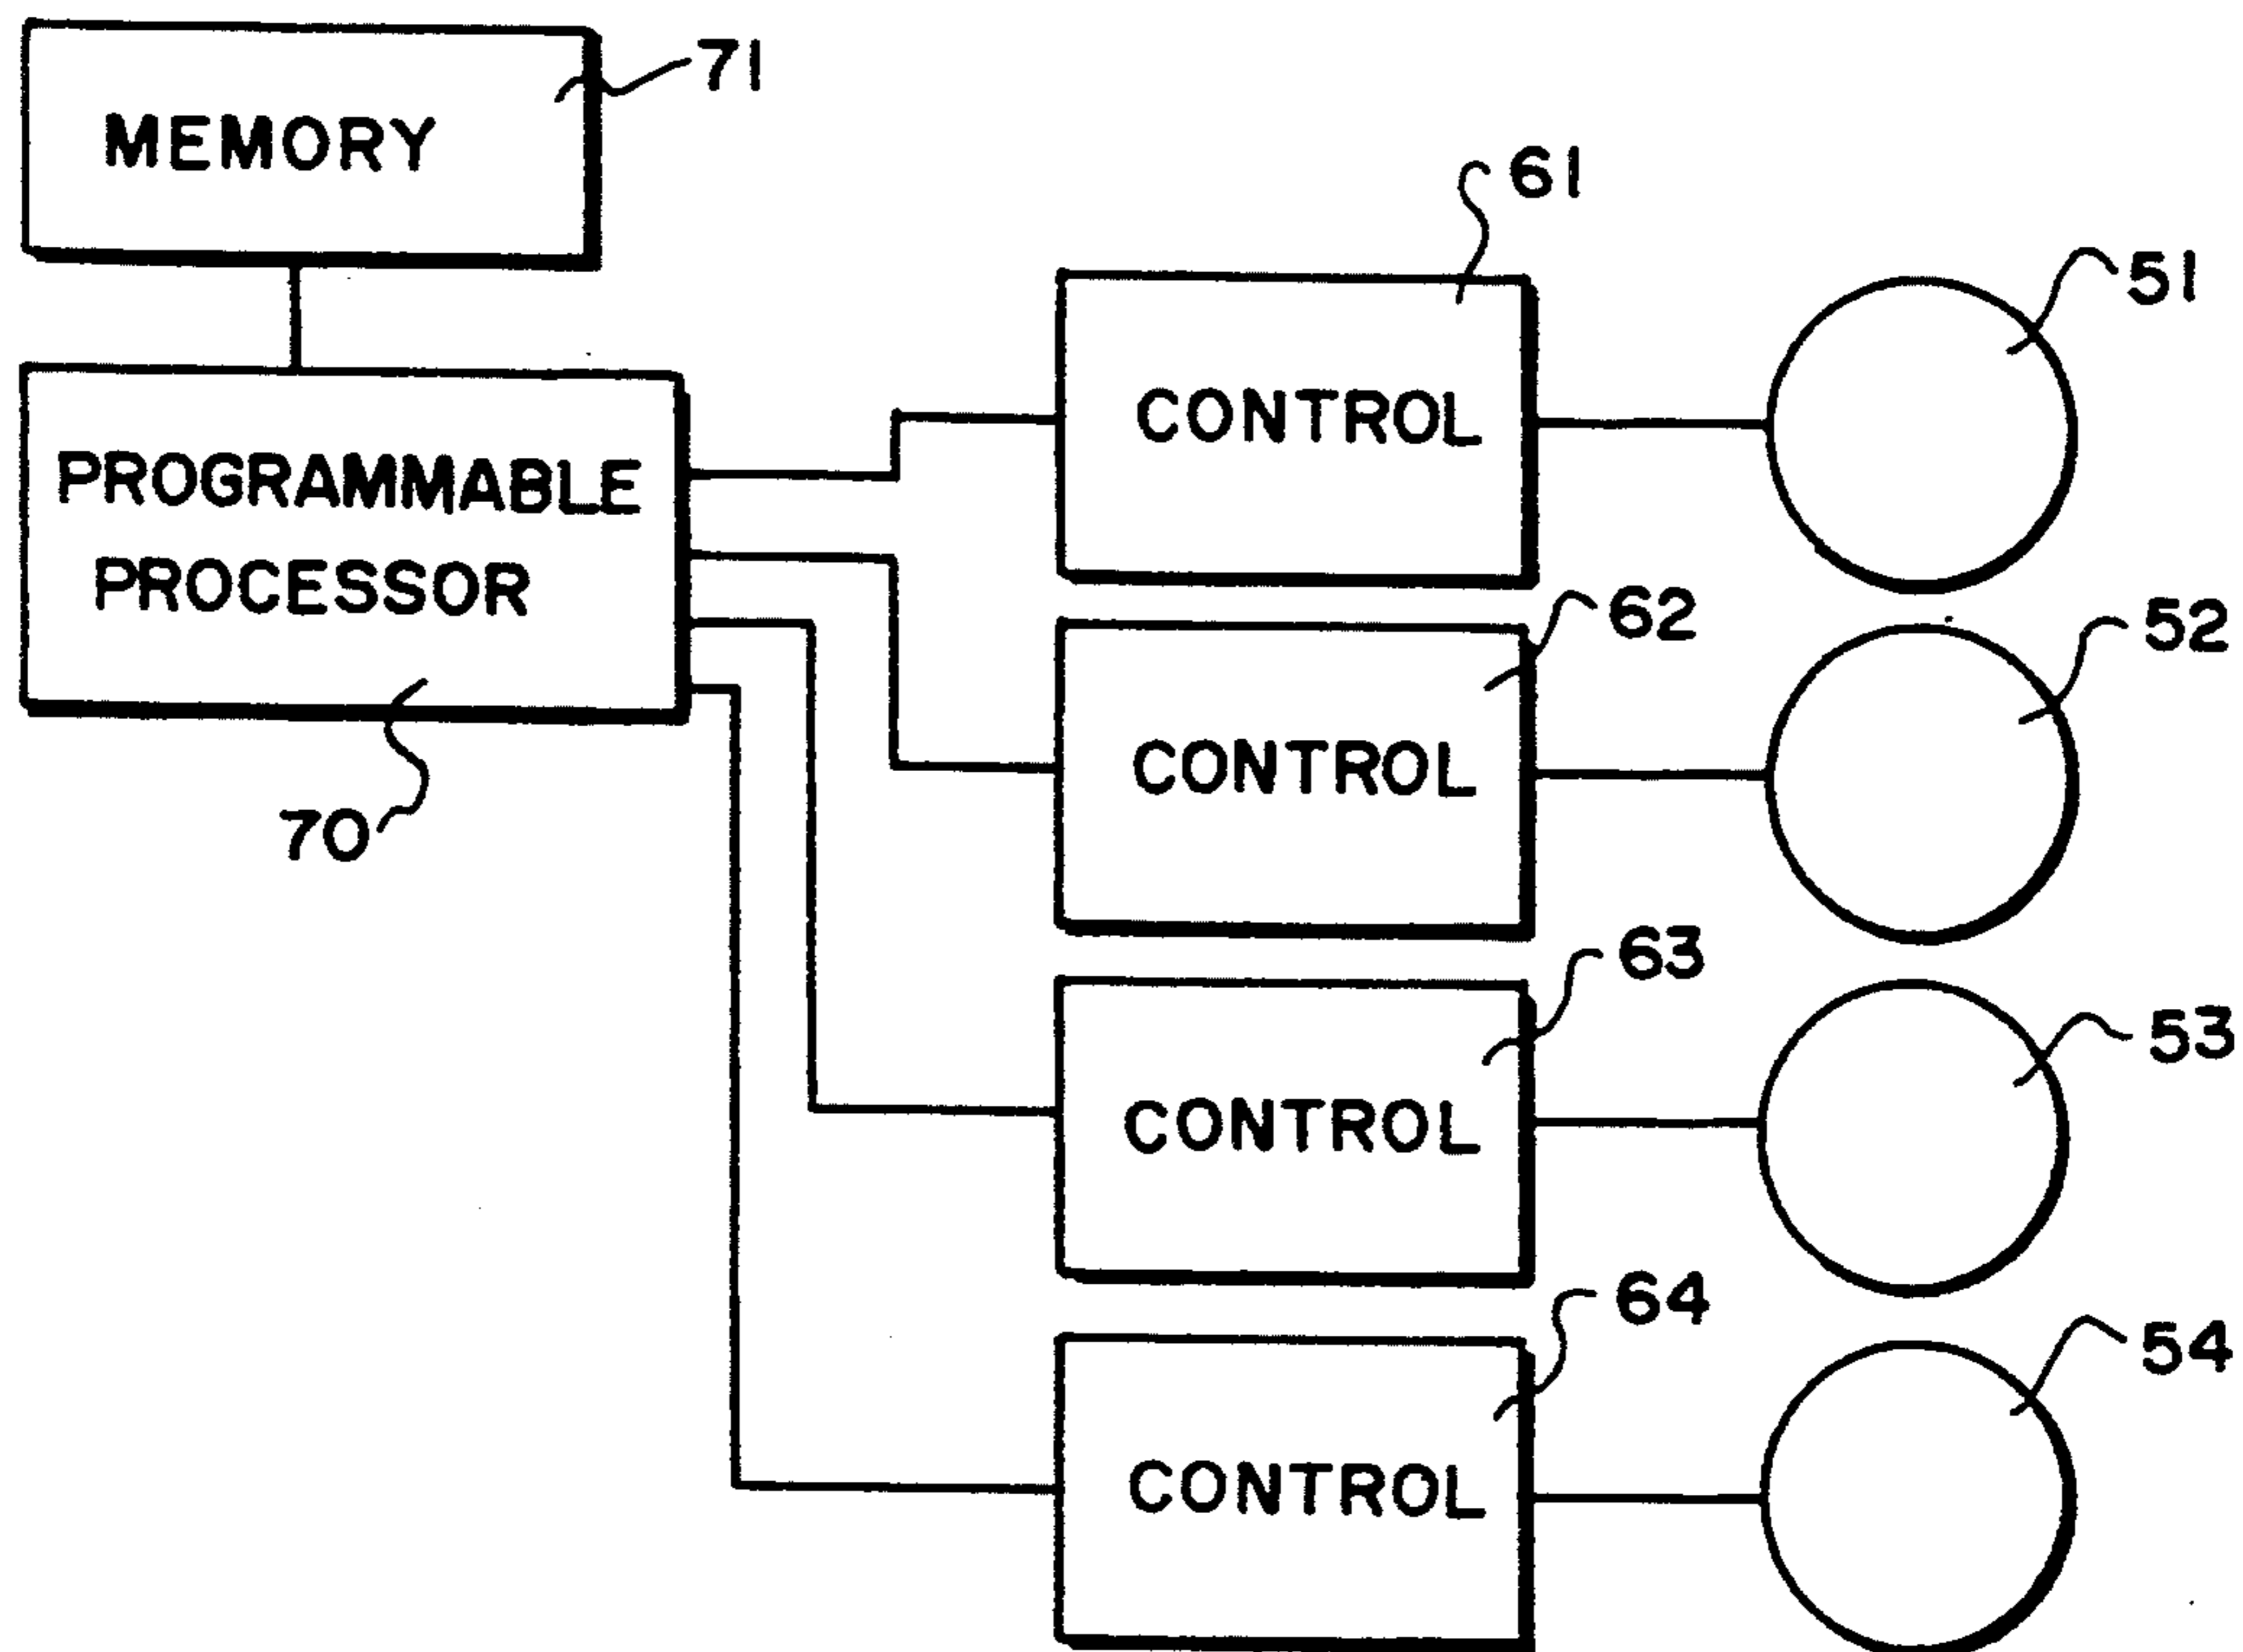 71
MEMORY
61
51
CONTROL
PROGRAMMABLE
PROCESSOR
62
52
CONTROL
70
63
53
CONTROL
64
54
CONTROL